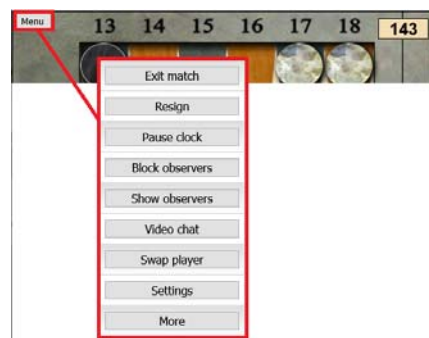 Menu
13 14 15 16 17 18 143
Exit match
Resign
Pause clock
Block observers
Show observers
Video chat
Swap player
Settings
More